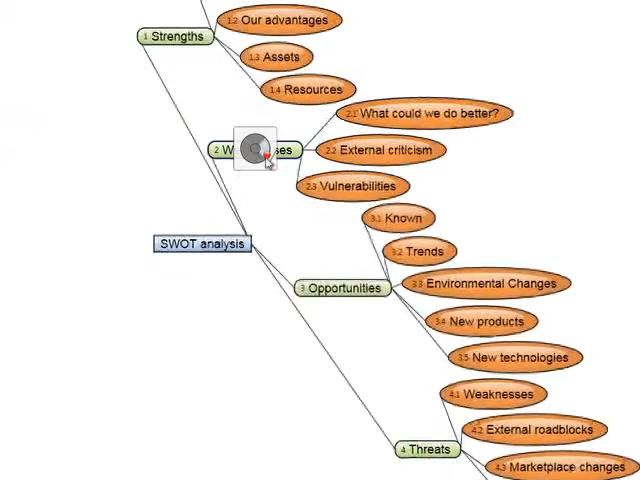 1.2 Our advantages
1 Strengths
1.3 Assets
1.4 Resources
2.1 What could we do better?
2 W ses
2.2 External criticism
2.3 Vulnerabilities
3.1 Known
SWOT analysis
3.2 Trends
3 Opportunities
3.3 Environmental Changes
3.4 New products
3.5 New technologies
4.1 Weaknesses
4.2 External roadblocks
4 Threats
4.3 Marketplace changes